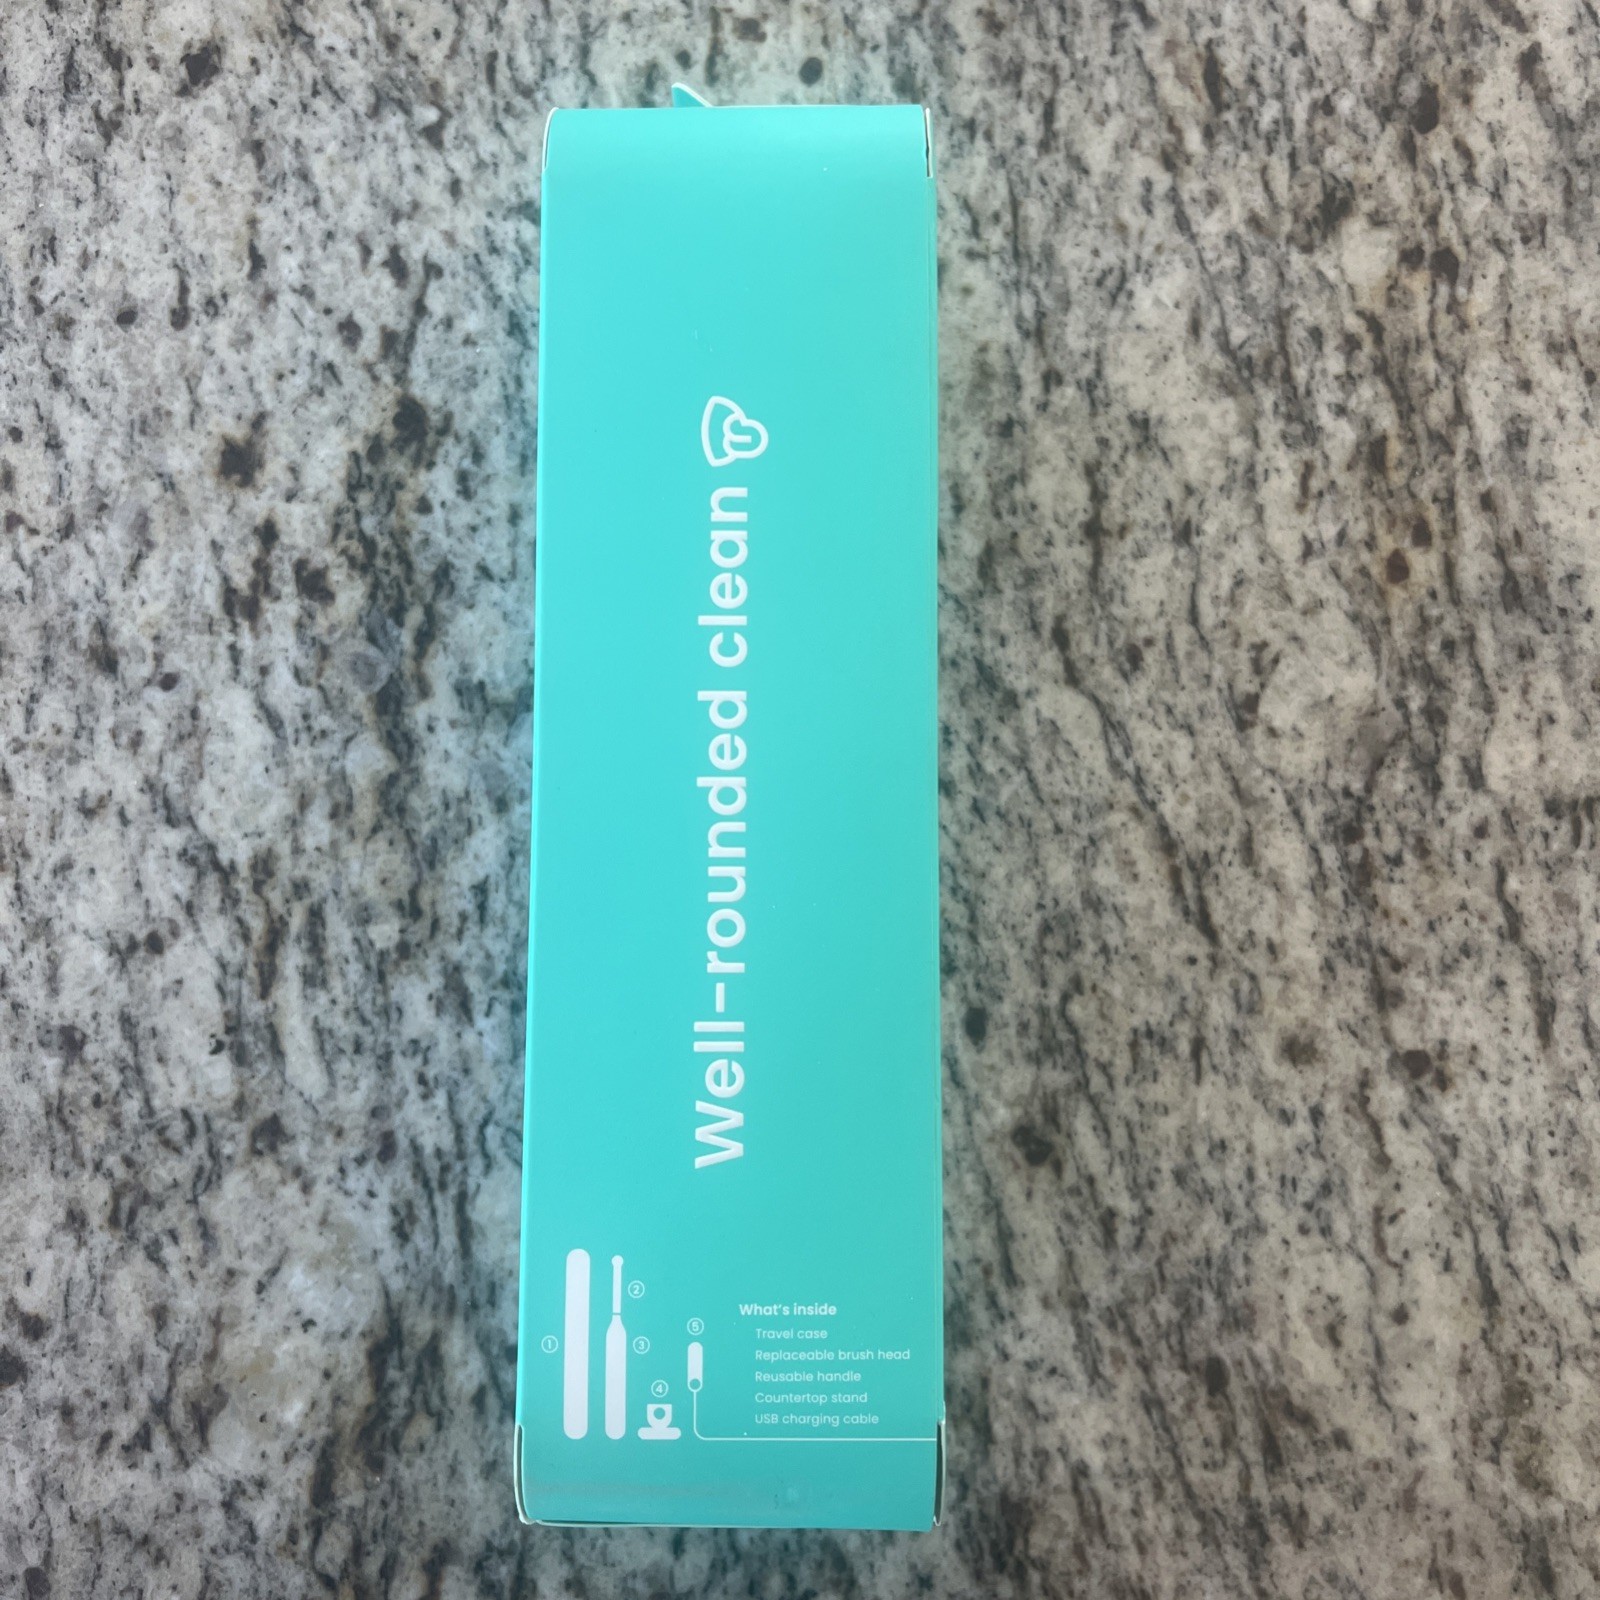 Well-rounded clean
What's inside
Travel case
Replaceable brush head
Reusable handle
Countertop stand
USB charging cable
1
2
3
4
5